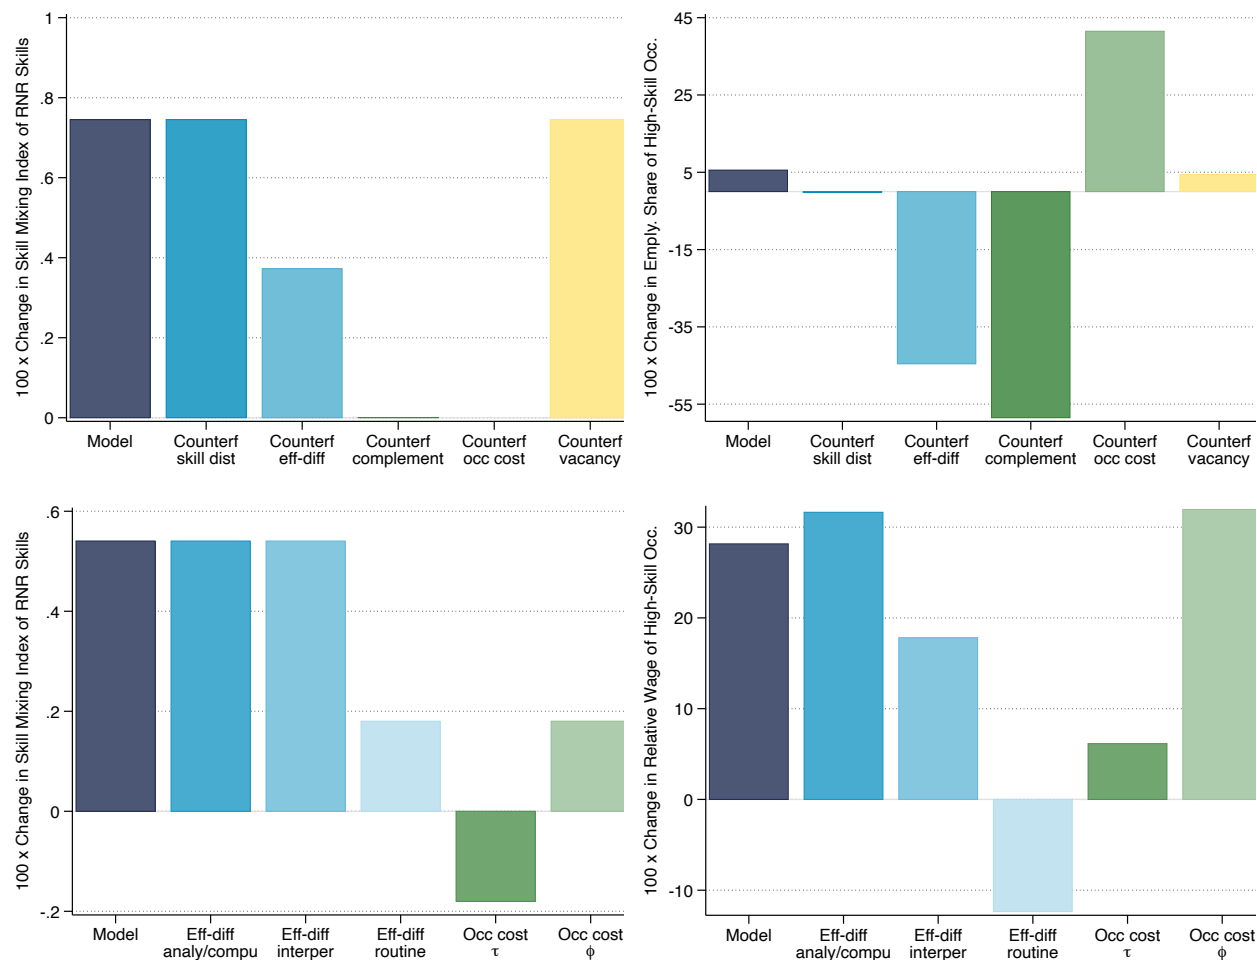 100 x Change in Skill Mixing Index of RNR Skills
1
.8
.6
.4
.2
0
Model
Counterf
skill dist
Counterf
eff-diff
Counterf
complement
Counterf
occ cost
Counterf
vacancy
100 x Change in Emply. Share of High-Skill Occ.
45
25
5
-15
-35
-55
Model
Counterf
skill dist
Counterf
eff-diff
Counterf
complement
Counterf
occ cost
Counterf
vacancy
100 x Change in Skill Mixing Index of RNR Skills
.6
.4
.2
0
-.2
Model
Eff-diff
analy/compu
Eff-diff
interper
Eff-diff
routine
Occ cost
τ
Occ cost
ϕ
100 x Change in Relative Wage of High-Skill Occ.
30
20
10
0
-10
Model
Eff-diff
analy/compu
Eff-diff
interper
Eff-diff
routine
Occ cost
τ
Occ cost
ϕ